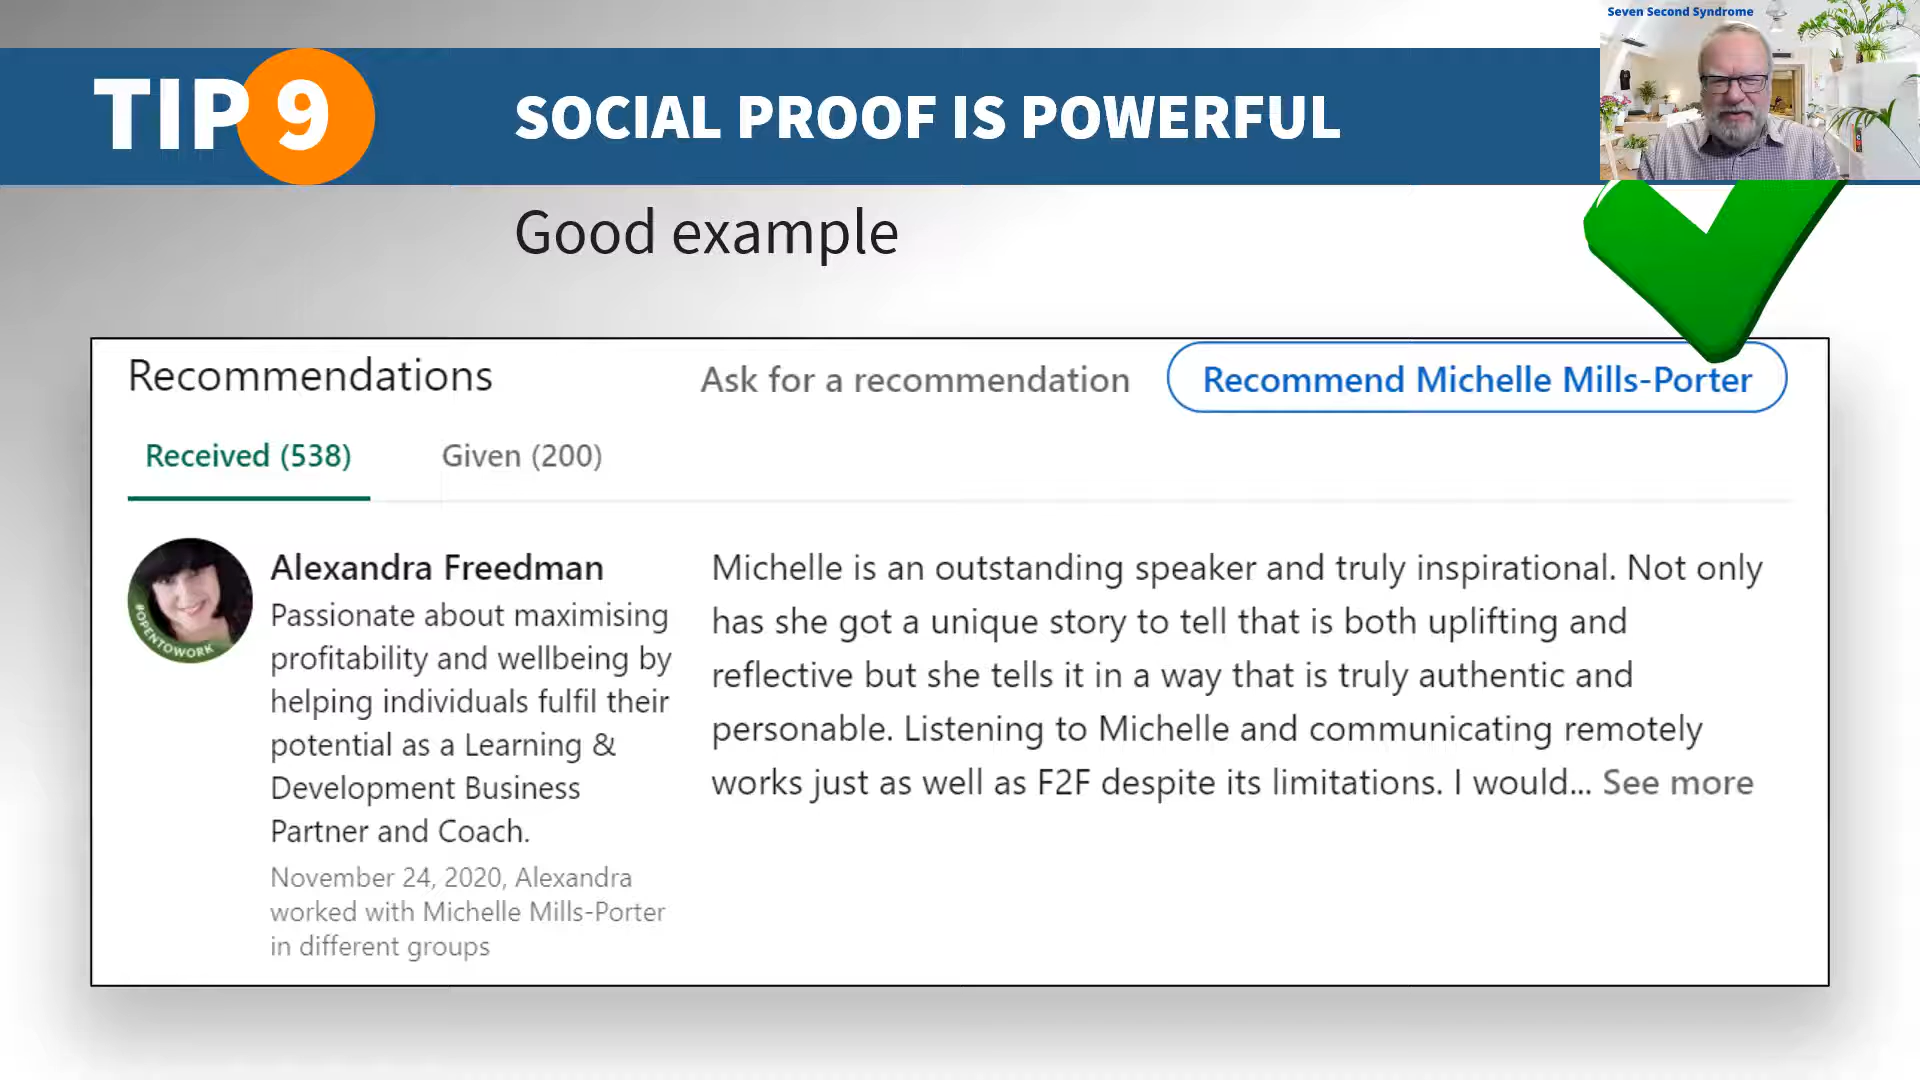 Seven Second Syndrome
TIP 9
SOCIAL PROOF IS POWERFUL
Good example
Recommendations
Ask for a recommendation
Recommend Michelle Mills-Porter
Received (538)
Given (200)
#OPENTOWORK
Alexandra Freedman
Passionate about maximising
profitability and wellbeing by
helping individuals fulfil their
potential as a Learning &
Development Business
Partner and Coach.
November 24, 2020, Alexandra
worked with Michelle Mills-Porter
in different groups
Michelle is an outstanding speaker and truly inspirational. Not only
has she got a unique story to tell that is both uplifting and
reflective but she tells it in a way that is truly authentic and
personable. Listening to Michelle and communicating remotely
works just as well as F2F despite its limitations. I would... See more